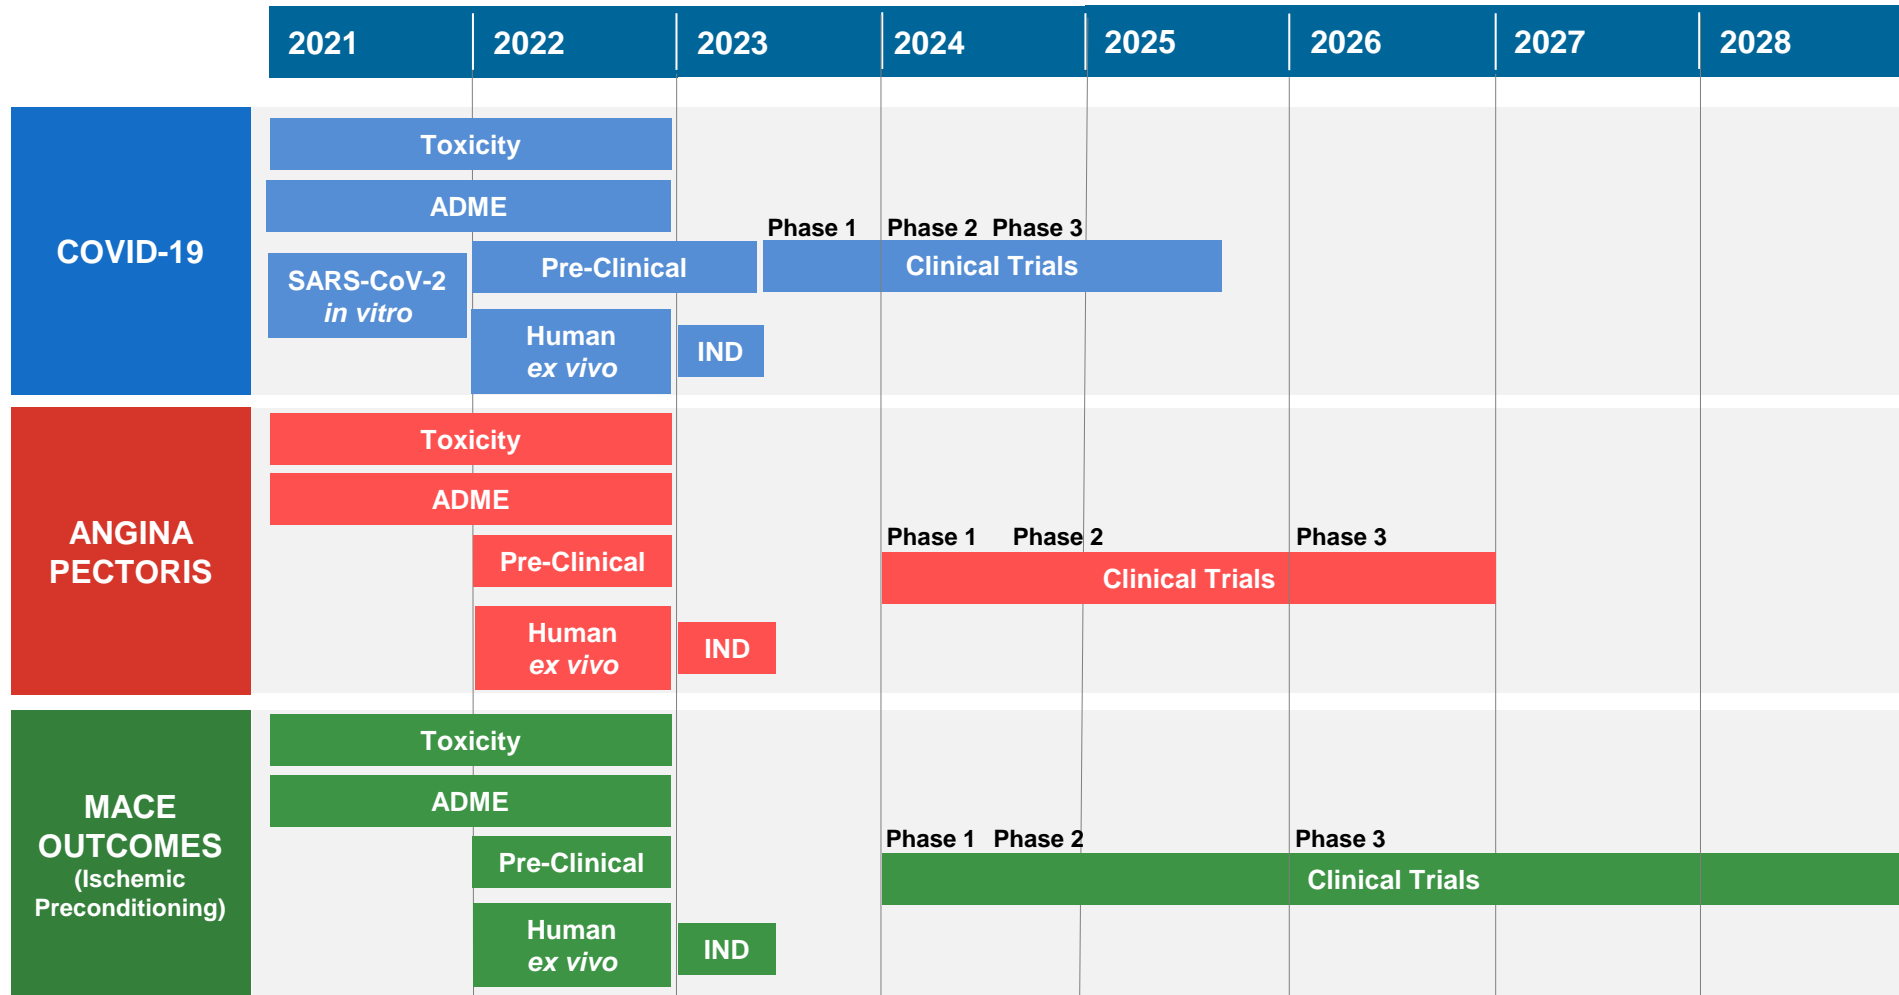 2021 2022 2023 2024 2025 2026 2027 2028
COVID-19
Toxicity
ADME
Phase 1 Phase 2 Phase 3
Pre-Clinical
Clinical Trials
SARS-CoV-2
in vitro
Human
ex vivo
IND
ANGINA
PECTORIS
Toxicity
ADME
Phase 1 Phase 2 Phase 3
Pre-Clinical
Clinical Trials
Human
ex vivo
IND
MACE
OUTCOMES
(Ischemic
Preconditioning)
Toxicity
ADME
Phase 1 Phase 2 Phase 3
Pre-Clinical
Clinical Trials
Human
ex vivo
IND